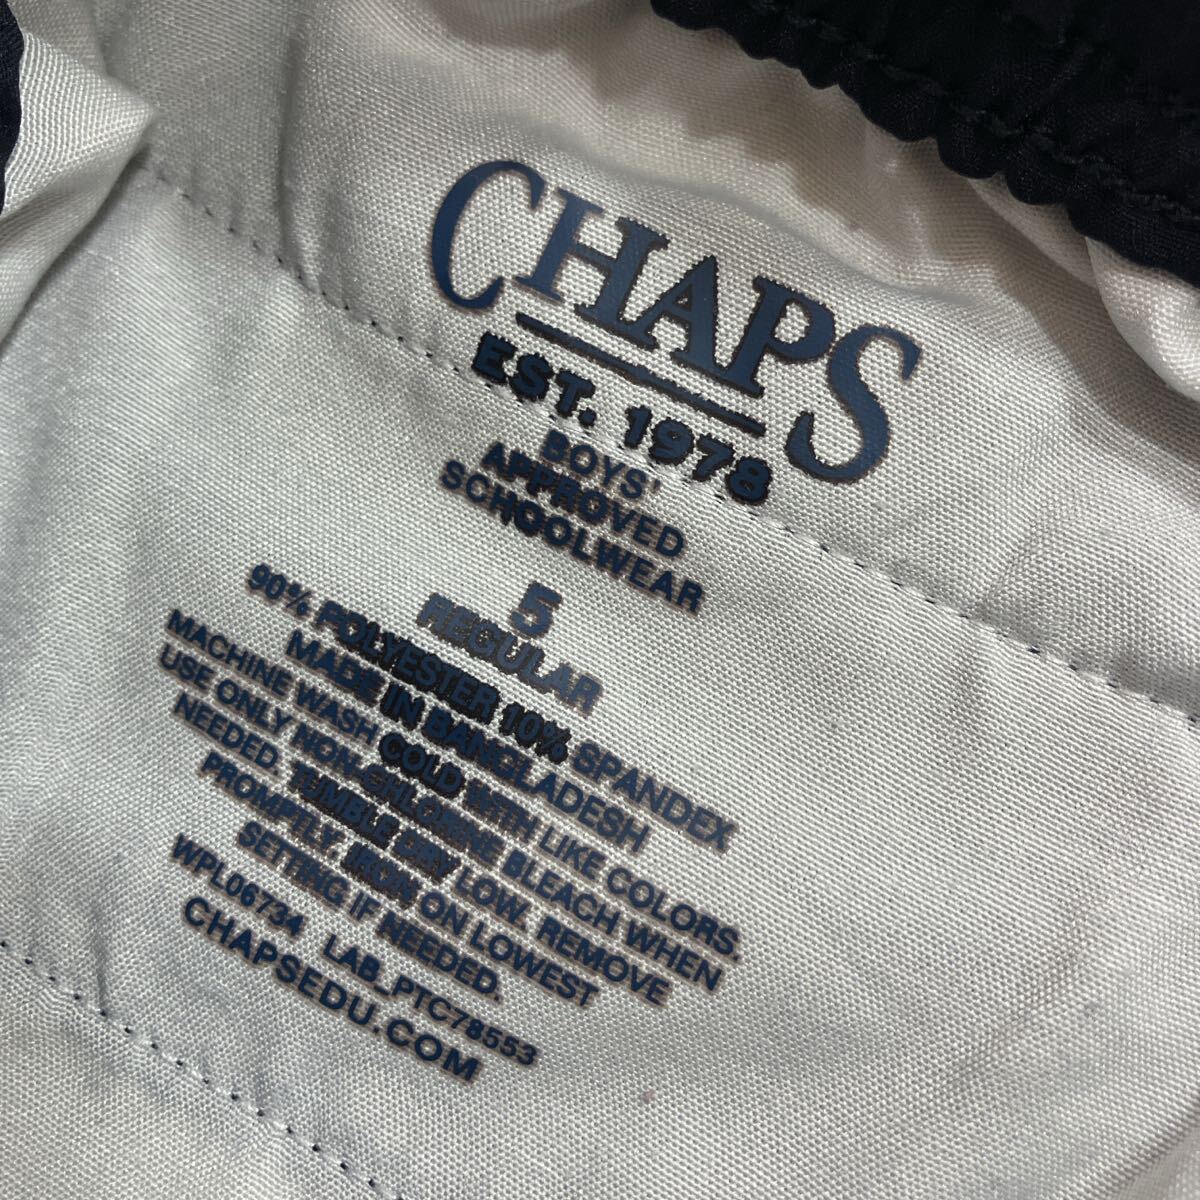 CHAPS
EST. 1978
BOYS'
APPROVED
SCHOOLWEAR
5
REGULAR
90% POLYESTER 10% SPANDEX
MADE IN BANGLADESH
MACHINE WASH COLD WITH LIKE COLORS.
USE ONLY NON-CHLORINE BLEACH WHEN
NEEDED. TUMBLE DRY LOW. REMOVE
PROMPTLY. IRON ON LOWEST
SETTING IF NEEDED.
WPL06734 LAB_PTC78553
CHAPSEDU.COM